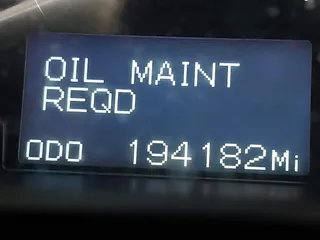 OIL MAINT
REQD
ODO 194182Mi